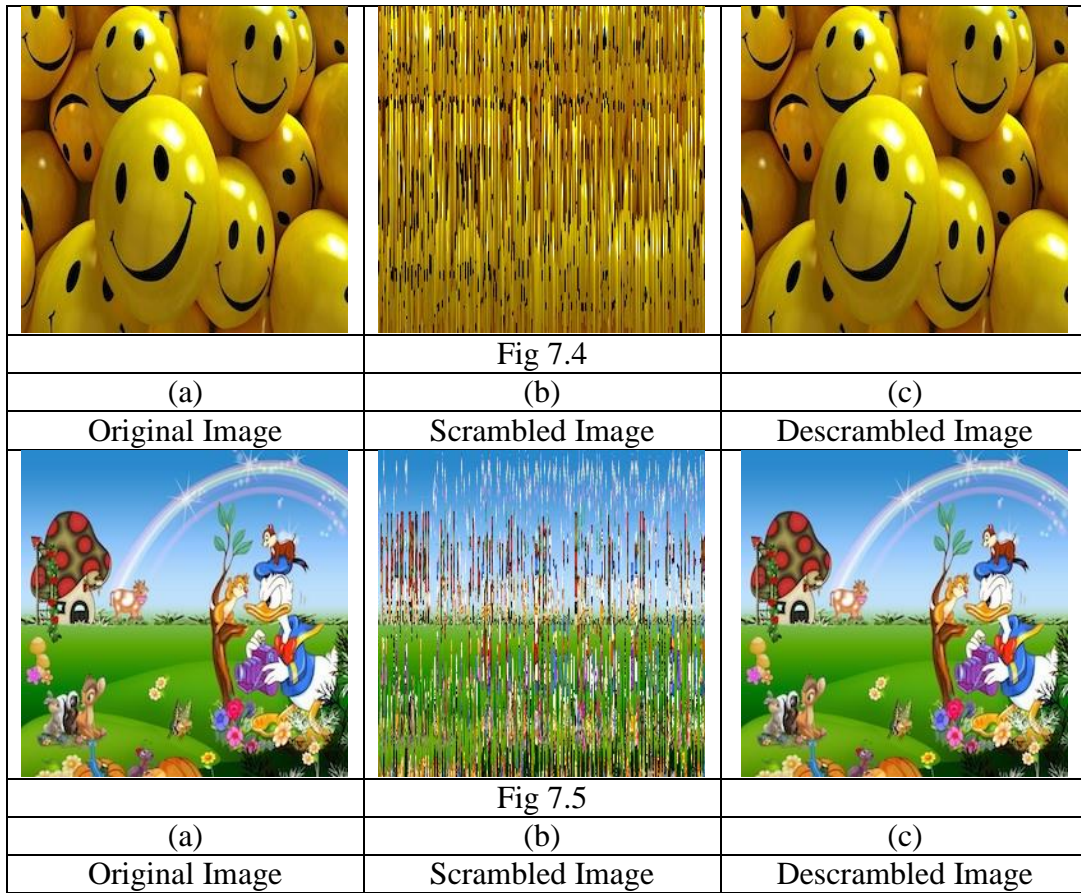 Fig 7.4
(a) (b) (c)
Original Image Scrambled Image Descrambled Image
Fig 7.5
(a) (b) (c)
Original Image Scrambled Image Descrambled Image